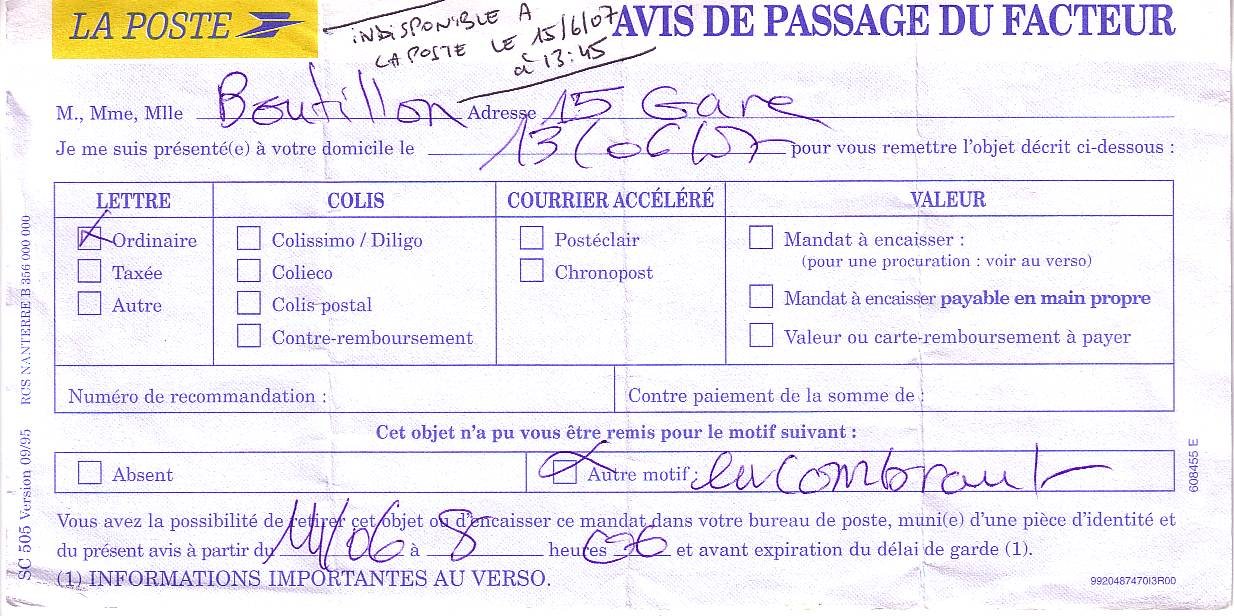 LA POSTE
INDISPONIBLE A
LA POSTE LE 15/6/07
à 13:45
AVIS DE PASSAGE DU FACTEUR
M., Mme, Mlle Boutillon Adresse 15 Gare
Je me suis présenté(e) à votre domicile le 13/06/07 pour vous remettre l'objet décrit ci-dessous :
LETTRE COLIS COURRIER ACCÉLÉRÉ VALEUR
Ordinaire Colissimo / Diligo Postéclair Mandat à encaisser :
(pour une procuration : voir au verso)
Taxée Colieco Chronopost
Autre Colis postal Mandat à encaisser payable en main propre
Contre-remboursement Valeur ou carte-remboursement à payer
Numéro de recommandation : Contre paiement de la somme de :
Cet objet n'a pu vous être remis pour le motif suivant :
Absent Autre motif : encombrant
Vous avez la possibilité de retirer cet objet ou d'encaisser ce mandat dans votre bureau de poste, muni(e) d'une pièce d'identité et
du présent avis à partir du 14/06 à 8 heures et avant expiration du délai de garde (1).
(1) INFORMATIONS IMPORTANTES AU VERSO.
9920487470I3R00
SC 505 Version 09/95 RCS NANTERRE B 356 000 000
608455 E